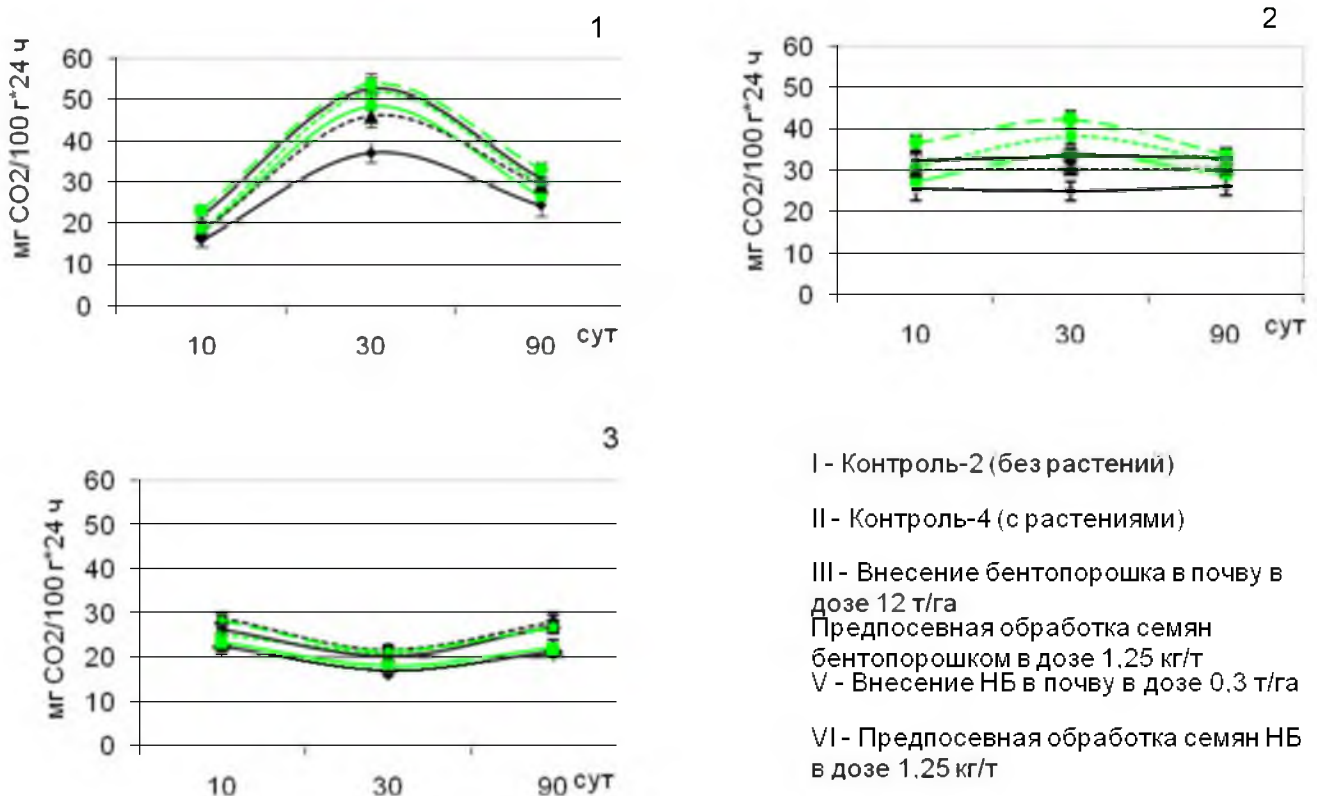 1
мг CO2/100 г*24 ч
60
50
40
30
20
10
0
10 30 90 сут
2
мг CO2/100 г*24 ч
60
50
40
30
20
10
0
10 30 90 сут
3
мг CO2/100 г*24 ч
60
50
40
30
20
10
0
10 30 90 сут
I - Контроль-2 (без растений)
II - Контроль-4 (с растениями)
III - Внесение бентопорошка в почву в
дозе 12 т/га
Предпосевная обработка семян
бентопорошком в дозе 1,25 кг/т
V - Внесение НБ в почву в дозе 0,3 т/га
VI - Предпосевная обработка семян НБ
в дозе 1,25 кг/т